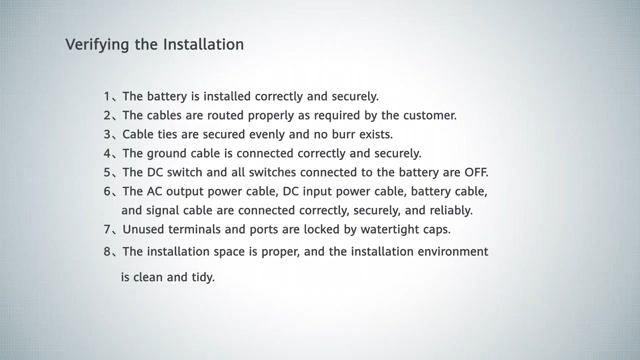 Verifying the Installation
1、The battery is installed correctly and securely.
2、The cables are routed properly as required by the customer.
3、Cable ties are secured evenly and no burr exists.
4、The ground cable is connected correctly and securely.
5、The DC switch and all switches connected to the battery are OFF.
6、The AC output power cable, DC input power cable, battery cable,
and signal cable are connected correctly, securely, and reliably.
7、Unused terminals and ports are locked by watertight caps.
8、The installation space is proper, and the installation environment
is clean and tidy.